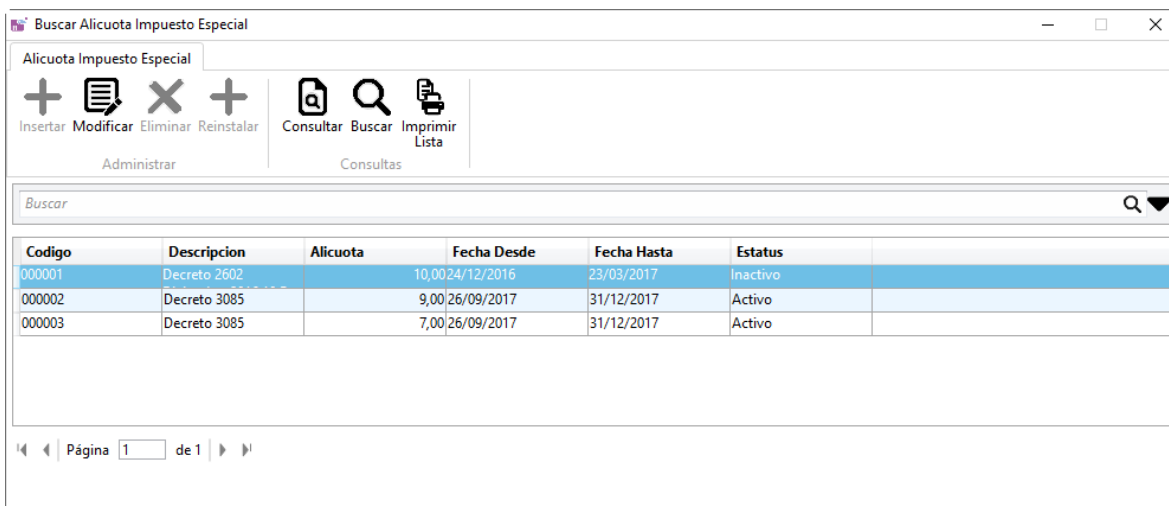 Buscar Alicuota Impuesto Especial
Alicuota Impuesto Especial
Insertar Modificar Eliminar Reinstalar Consultar Buscar Imprimir Lista
Administrar Consultas
Buscar
Codigo Descripcion Alicuota Fecha Desde Fecha Hasta Estatus
000001 Decreto 2602 10,00 24/12/2016 23/03/2017 Inactivo
000002 Decreto 3085 9,00 26/09/2017 31/12/2017 Activo
000003 Decreto 3085 7,00 26/09/2017 31/12/2017 Activo
Página 1 de 1